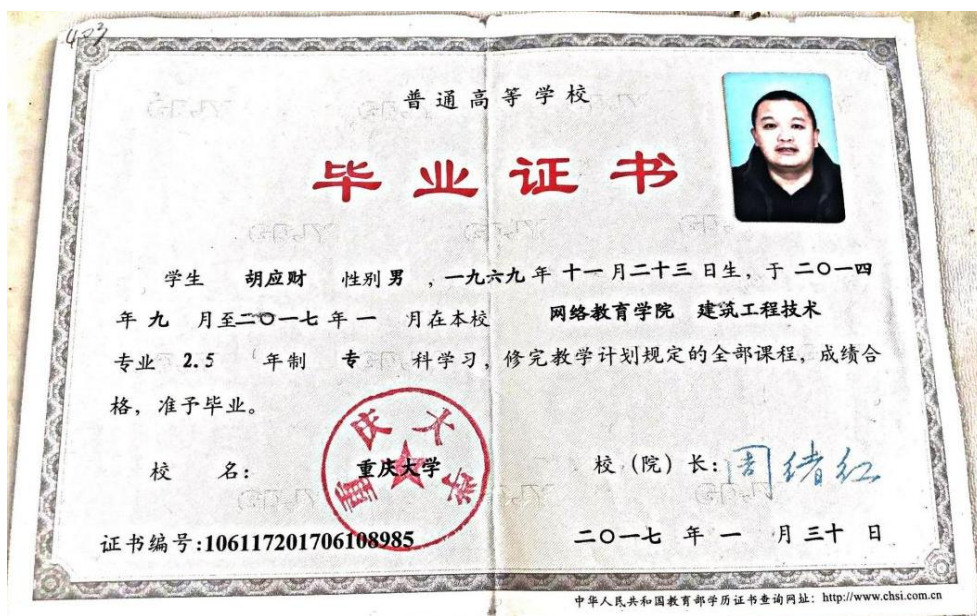 403
普通高等学校
毕业证书
学生 胡应财 性别 男 ，一九六九 年 十一 月二十三 日生，于 二〇一四
年 九 月至二〇一七 年 一 月在本校 网络教育学院 建筑工程技术
专业 2.5 年制 专 科学习，修完教学计划规定的全部课程，成绩合
格，准予毕业。
校 名：重庆大学 校（院）长：周绪红
重庆大学
证书编号:106117201706108985 二〇一七 年 一 月 三十 日
中华人民共和国教育部学历证书查询网址：http://www.chsi.com.cn